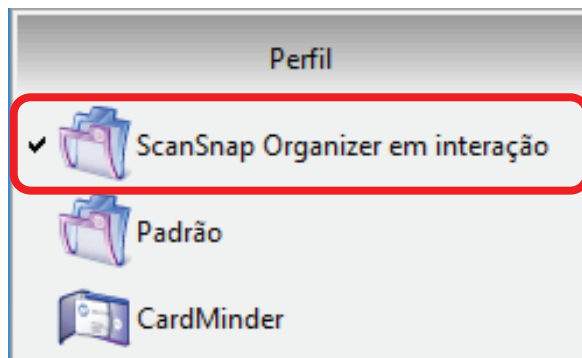 Perfil
ScanSnap Organizer em interação
Padrão
CardMinder